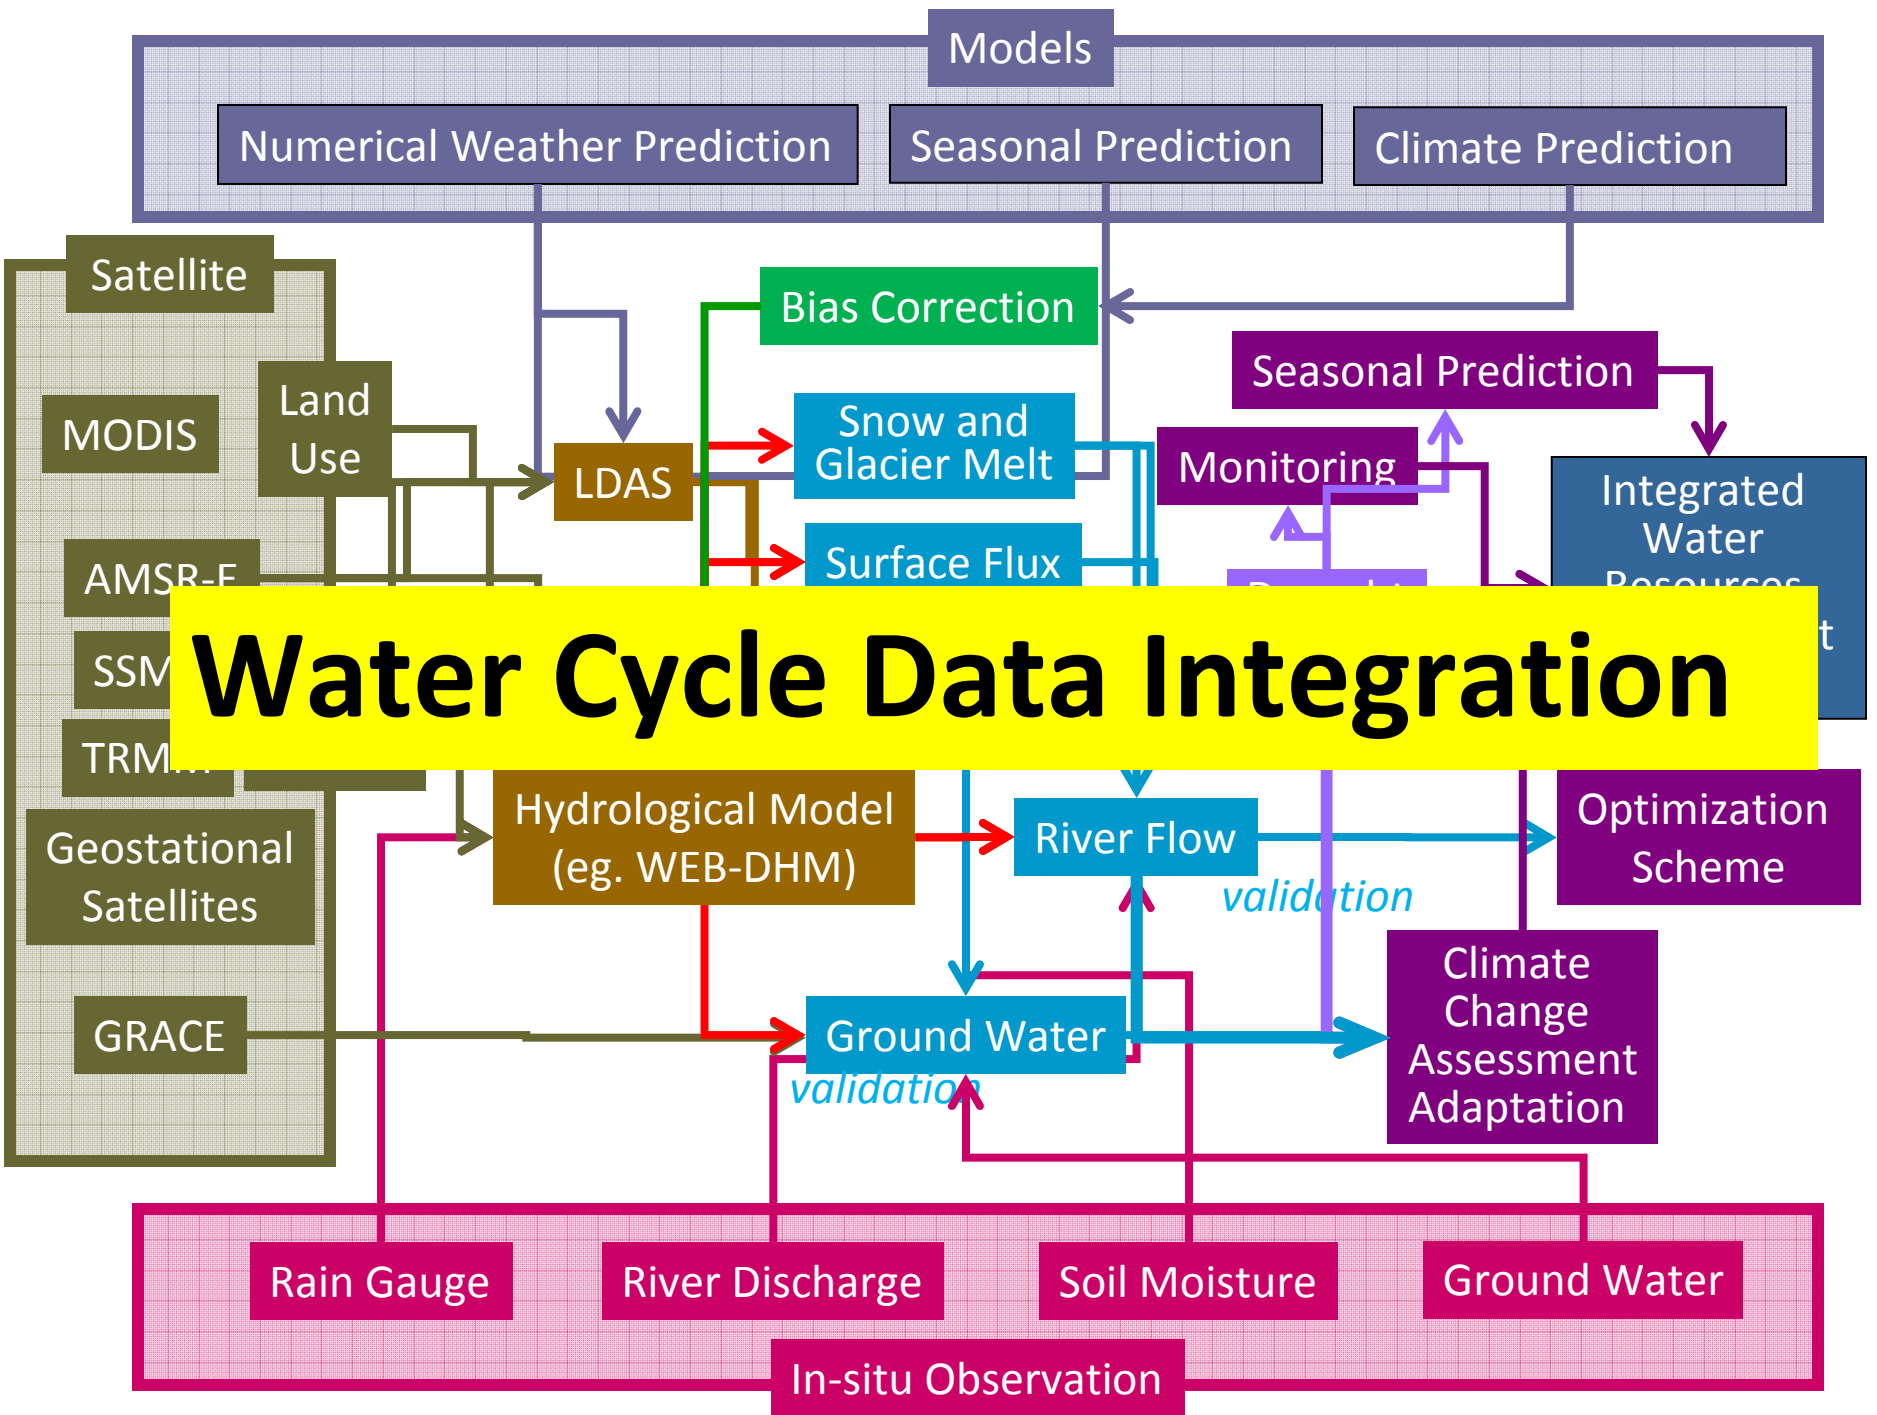 Models
Numerical Weather Prediction
Seasonal Prediction
Climate Prediction
Satellite
Bias Correction
Seasonal Prediction
Land
Use
MODIS
Snow and
Glacier Melt
Monitoring
LDAS
Integrated
Water
Resources
Surface Flux
AMSR-E
SSM
Water Cycle Data Integration
TRMM
Hydrological Model
(eg. WEB-DHM)
River Flow
Optimization
Scheme
Geostational
Satellites
validation
Climate
Change
Assessment
Adaptation
GRACE
Ground Water
validation
Rain Gauge
River Discharge
Soil Moisture
Ground Water
In-situ Observation